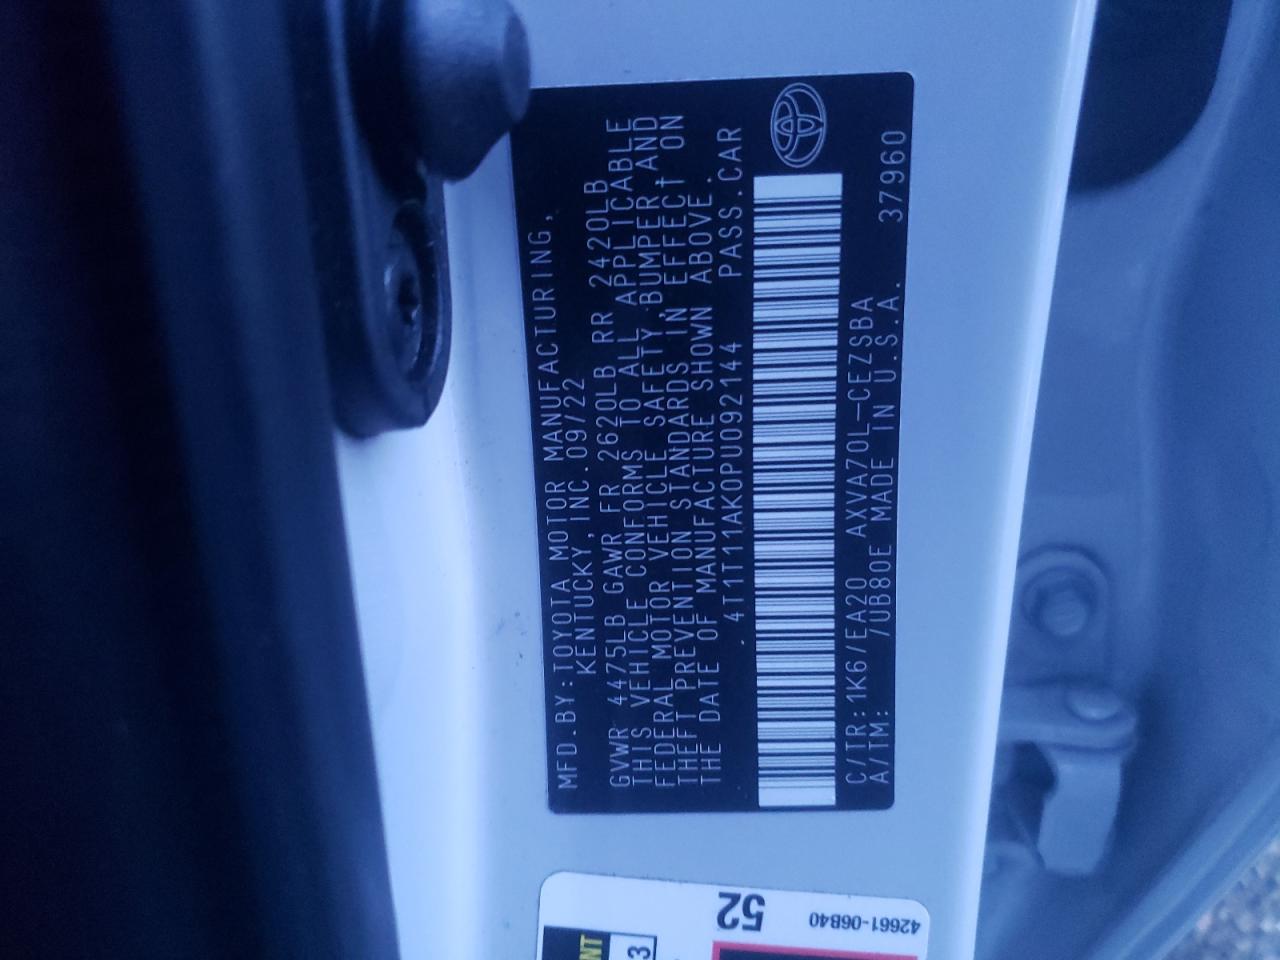 MFD.BY:TOYOTA MOTOR MANUFACTURING,
KENTUCKY,INC.09/22
GVWR 4475LB GAWR FR 2620LB RR 2420LB
THIS VEHICLE CONFORMS TO ALL APPLICABLE
FEDERAL MOTOR VEHICLE SAFETY,BUMPER,AND
THEFT PREVENTION STANDARDS IN EFFECT ON
THE DATE OF MANUFACTURE SHOWN ABOVE.
4T1T11AK0PU092144 PASS.CAR
C/TR:1K6/EA20 AXVA70L-CEZSBA
A/TM: /UB80E MADE IN U.S.A. 37960
52
42661-06B40
NT
3